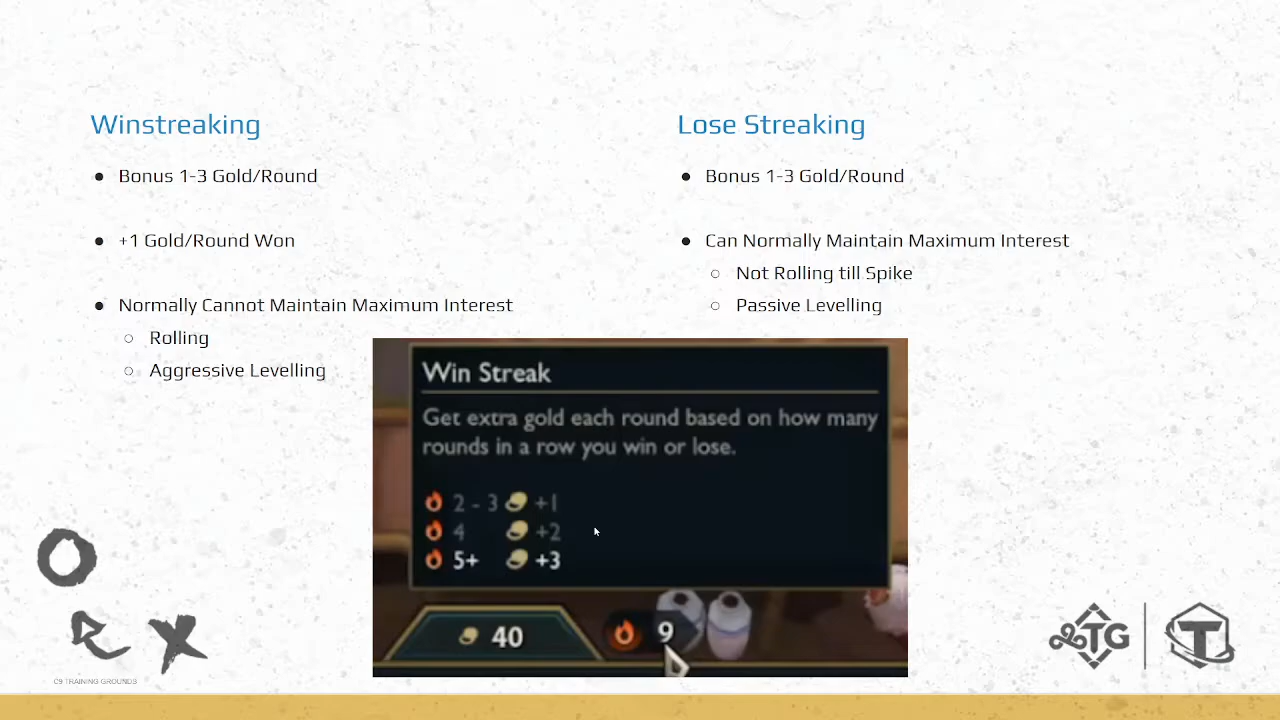 Winstreaking
Bonus 1-3 Gold/Round
+1 Gold/Round Won
Normally Cannot Maintain Maximum Interest
Rolling
Aggressive Levelling
Lose Streaking
Bonus 1-3 Gold/Round
Can Normally Maintain Maximum Interest
Not Rolling till Spike
Passive Levelling
Win Streak
Get extra gold each round based on how many
rounds in a row you win or lose.
2 - 3 +1
4 +2
5+ +3
40 9
C9 TRAINING GROUNDS
TG
T